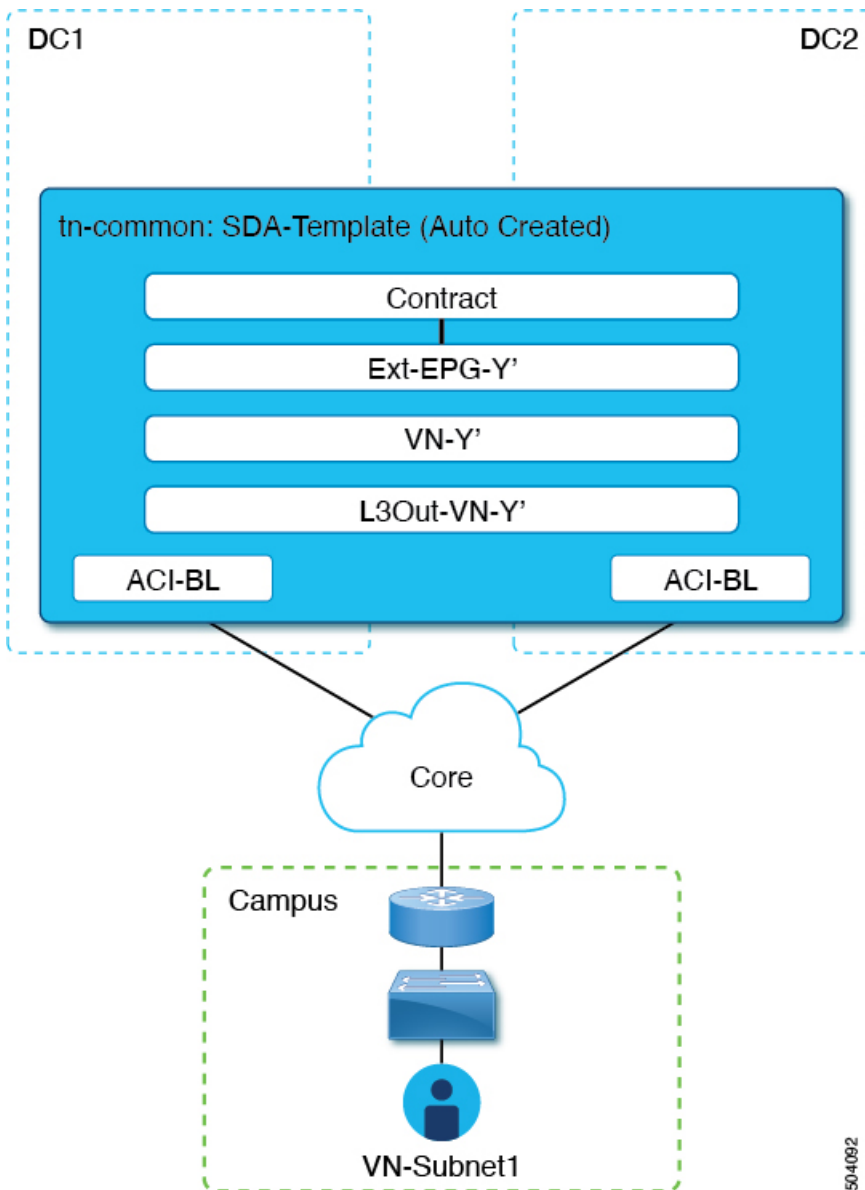 DC1
DC2
tn-common: SDA-Template (Auto Created)
Contract
Ext-EPG-Y’
VN-Y’
L3Out-VN-Y’
ACI-BL
ACI-BL
Core
Campus
VN-Subnet1
504092